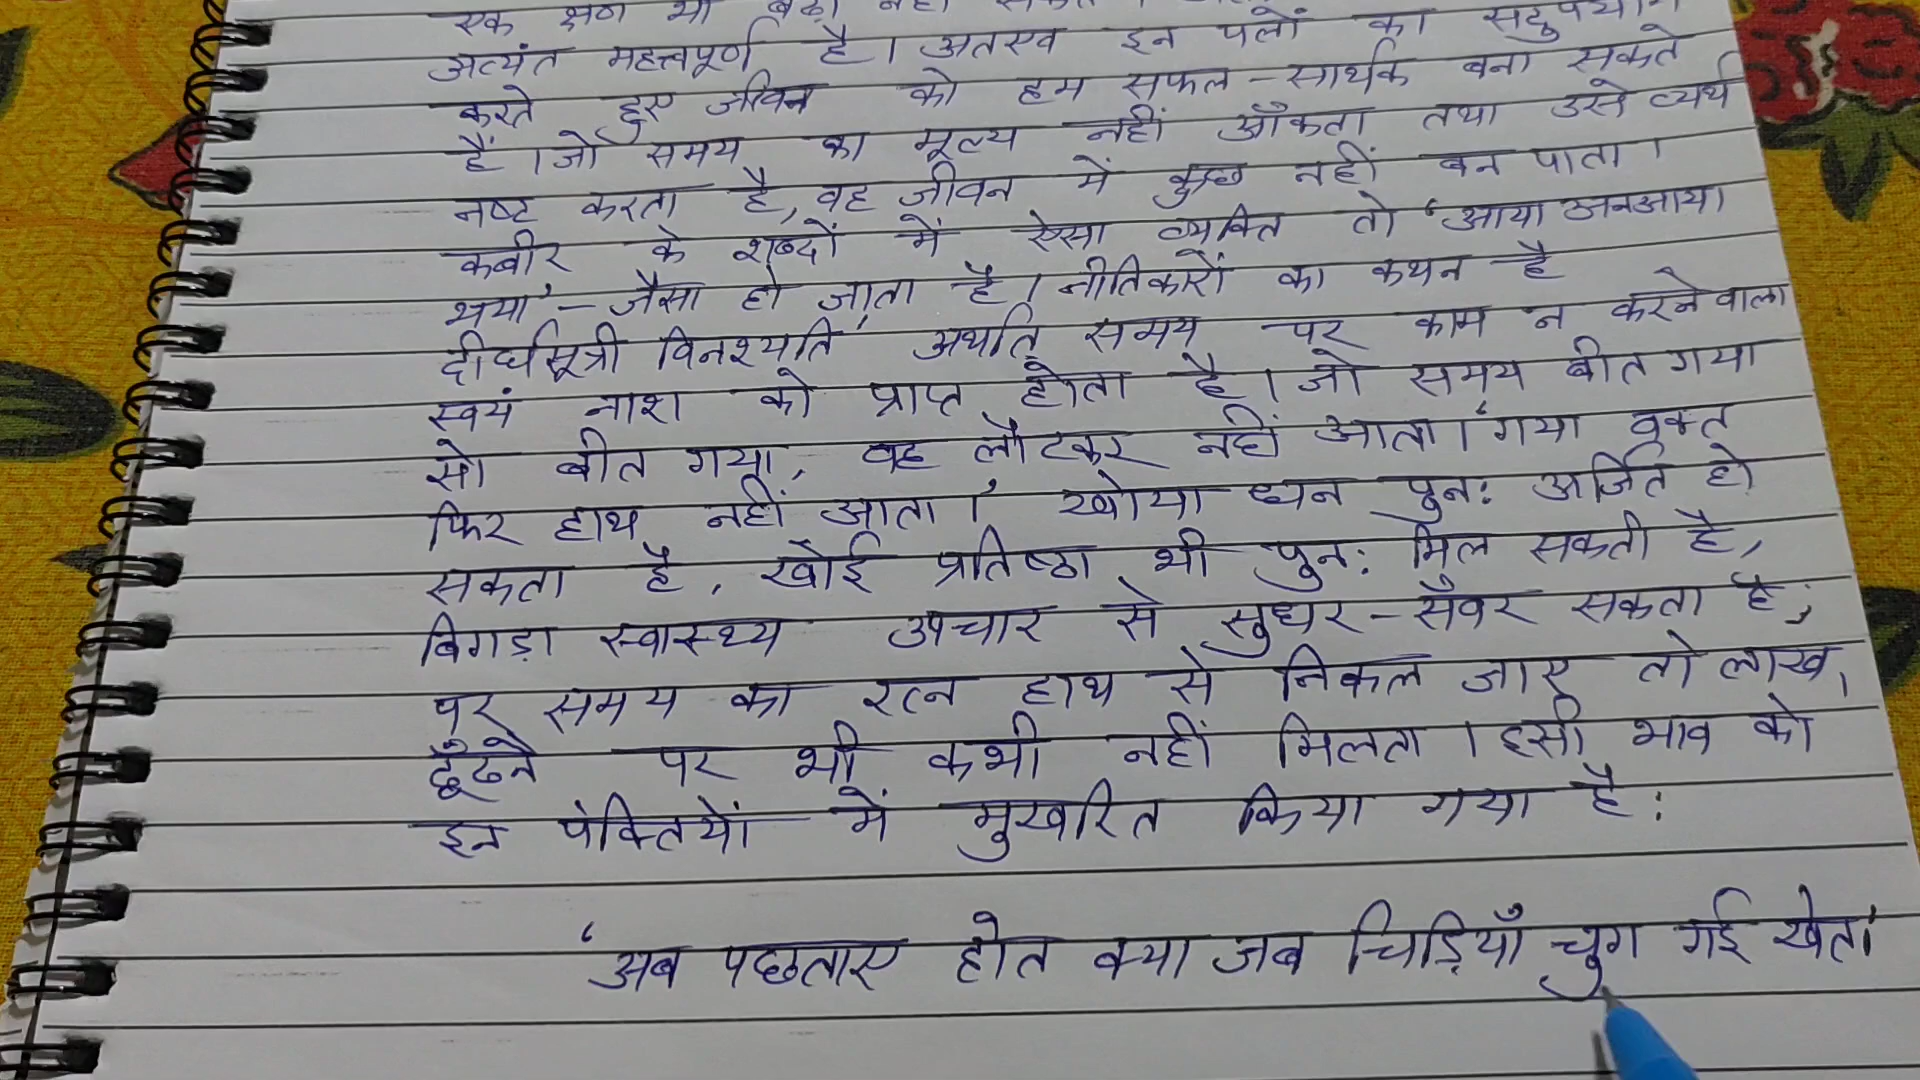 एक क्षण भी बढ़ा नहीं
अत्यंत महत्त्वपूर्ण है। अतएव इन पलों का सदुपयोग
करते हुए जीवन को हम सफल-सार्थक बना सकते
हैं। जो समय का मूल्य नहीं आँकता तथा उसे व्यर्थ
नष्ट करता है, वह जीवन में कुछ नहीं बन पाता।
कबीर के शब्दों में ऐसा व्यक्ति तो 'आया अनआया
भया'-जैसा हो जाता है। नीतिकारों का कथन है
दीर्घसूत्री विनश्यति, अर्थात् समय पर काम न करनेवाला
स्वयं नाश को प्राप्त होता है। जो समय बीत गया
सो बीत गया, वह लौटकर नहीं आता। 'गया वक्त
फिर हाथ नहीं आता।' खोया धन पुन: अर्जित हो
सकता है, खोई प्रतिष्ठा भी पुन: मिल सकती है,
बिगड़ा स्वास्थ्य उपचार से सुधर-सँवर सकता है;
पर समय का रत्न हाथ से निकल जाए तो लाख,
ढूँढने पर भी कभी नहीं मिलता। इसी भाव को
इन पंक्तियों में मुखरित किया गया है:
'अब पछताए होत क्या जब चिड़ियाँ चुग गई खेत।'